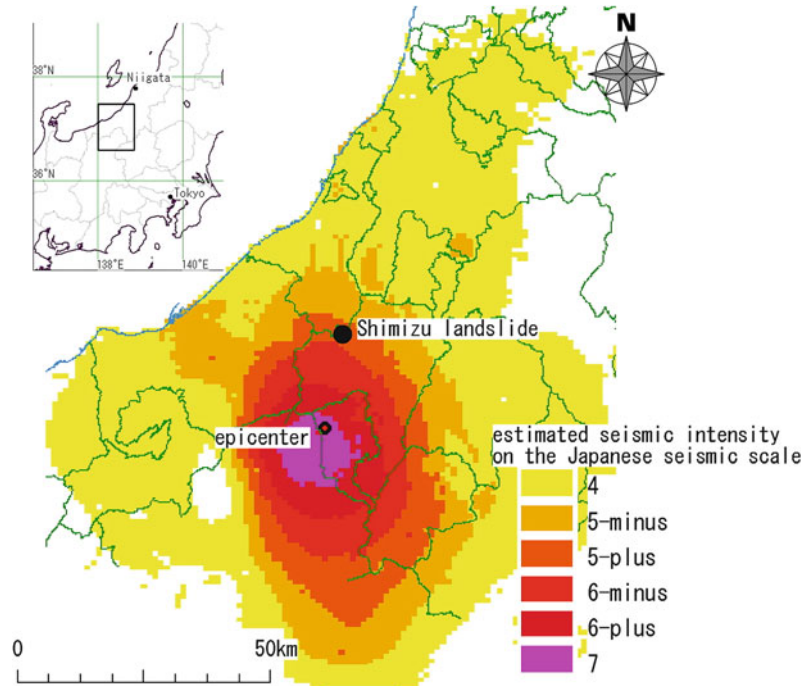 N
38°N
Niigata
36°N
Tokyo
138°E
140°N
Shimizu landslide
epicenter
estimated seismic intensity
on the Japanese seismic scale
4
5-minus
5-plus
6-minus
6-plus
7
0
50km